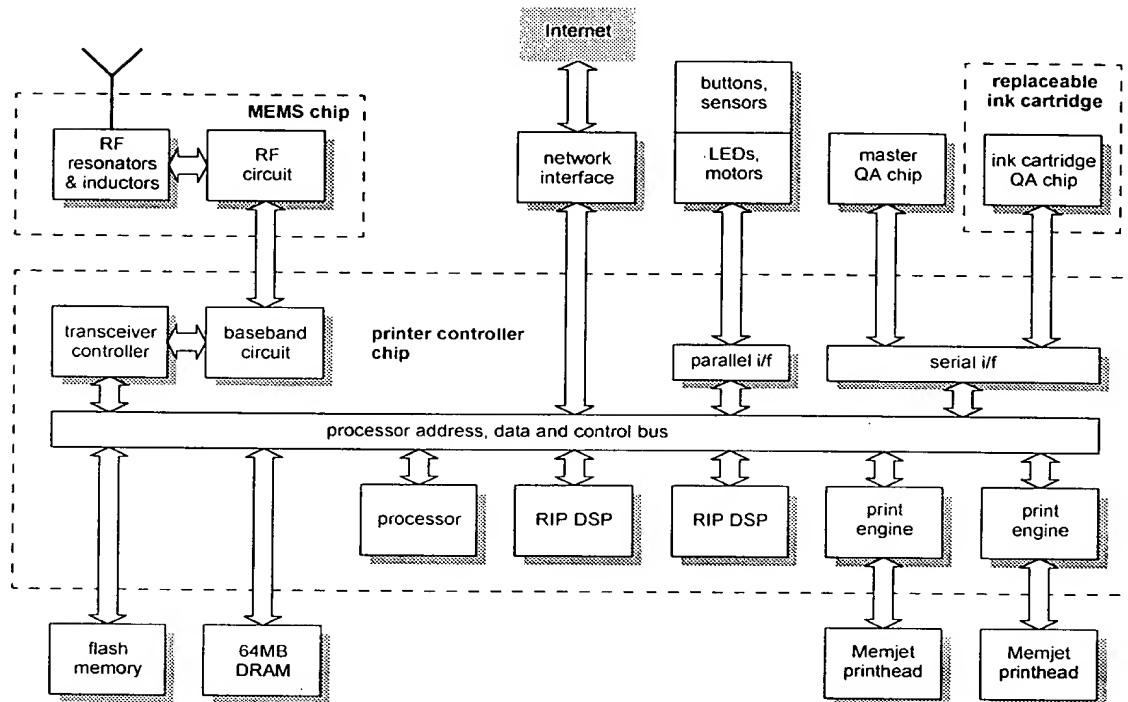 Internet
MEMS chip
RF
resonators
& inductors
RF
circuit
network
interface
buttons,
sensors
LEDs,
motors
master
QA chip
replaceable
ink cartridge
ink cartridge
QA chip
transceiver
controller
baseband
circuit
printer controller
chip
parallel i/f
serial i/f
processor address, data and control bus
processor
RIP DSP
RIP DSP
print
engine
print
engine
flash
memory
64MB
DRAM
Memjet
printhead
Memjet
printhead